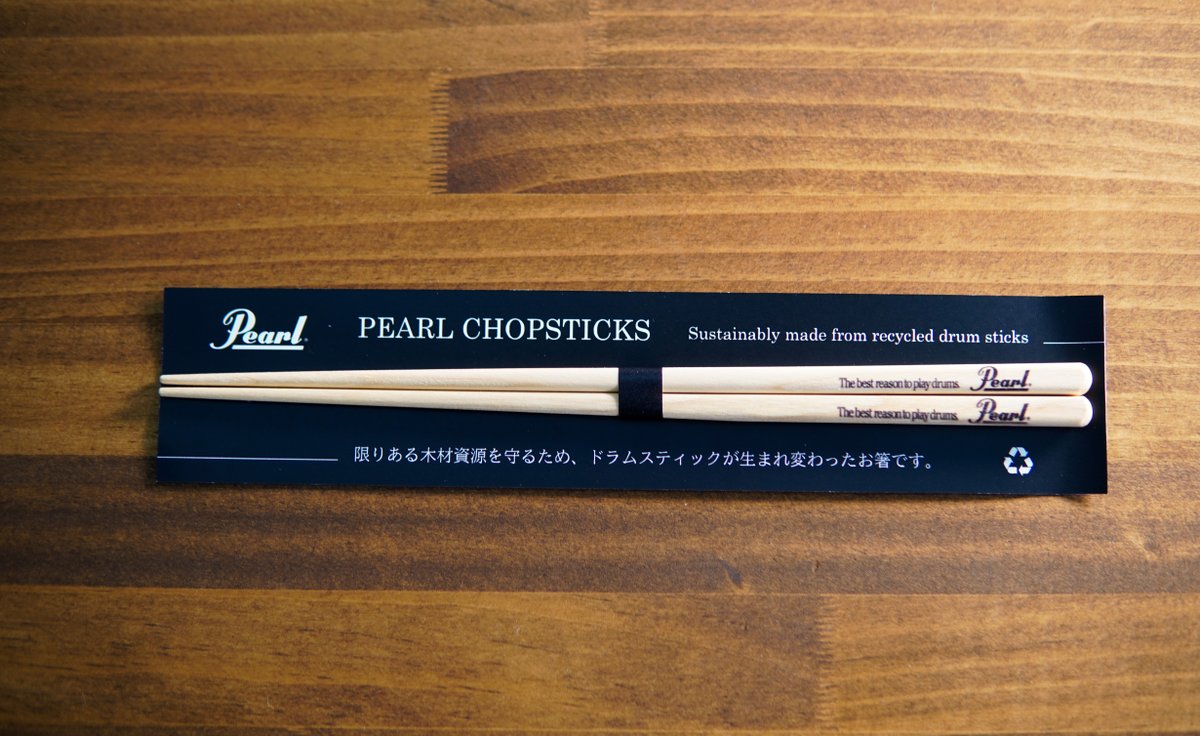 Pearl
PEARL CHOPSTICKS
Sustainably made from recycled drum sticks
The best reason to play drums. Pearl
The best reason to play drums. Pearl
限りある木材資源を守るため、ドラムスティックが生まれ変わったお箸です。